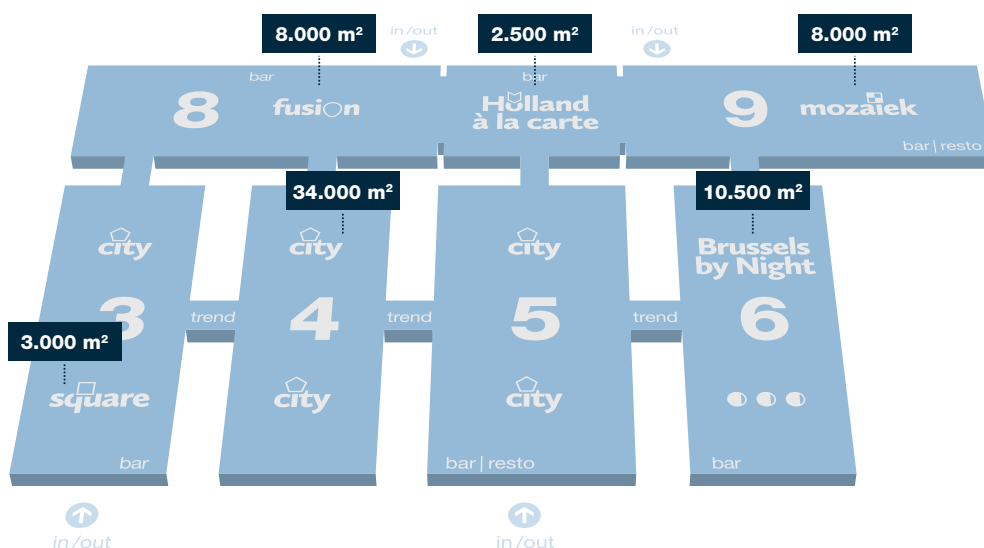 in/out
in/out
8.000 m²
2.500 m²
8.000 m²
bar
bar
8
fusion
Holland
à la carte
9
mozaïek
bar|resto
34.000 m²
10.500 m²
city
city
city
Brussels
by Night
3
trend
4
trend
5
trend
6
3.000 m²
square
city
city
bar
bar|resto
bar
in/out
in/out